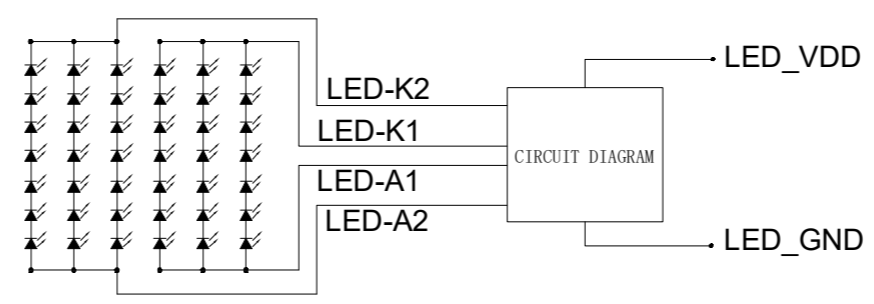 LED_VDD
LED-K2
LED-K1
CIRCUIT DIAGRAM
LED-A1
LED-A2
LED_GND